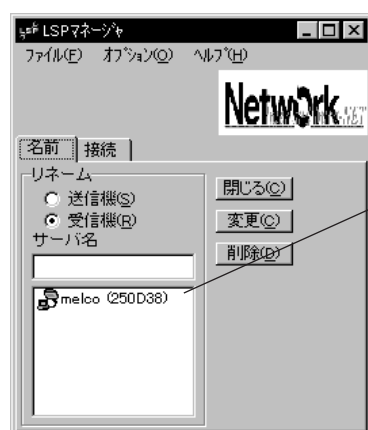 LSPマネージャ
ファイル(F) オプション(O) ヘルプ(H)
Network
名前 接続
リネーム
送信機(S)
受信機(R)
サーバ名
閉じる(C)
変更(C)
削除(D)
melco (250D38)